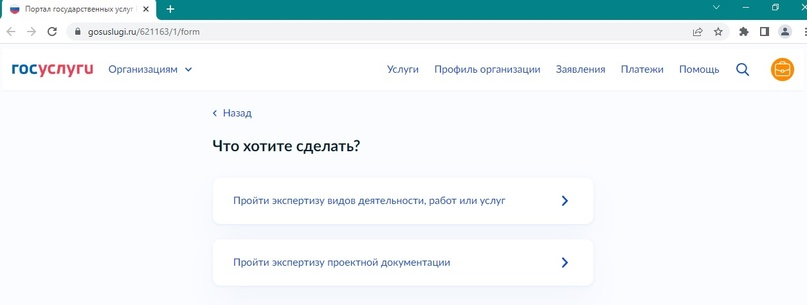 Портал государственных услуг
gosuslugi.ru/621163/1/form
госуслуги Организациям Услуги Профиль организации Заявления Платежи Помощь
Назад
Что хотите сделать?
Пройти экспертизу видов деятельности, работ или услуг
Пройти экспертизу проектной документации